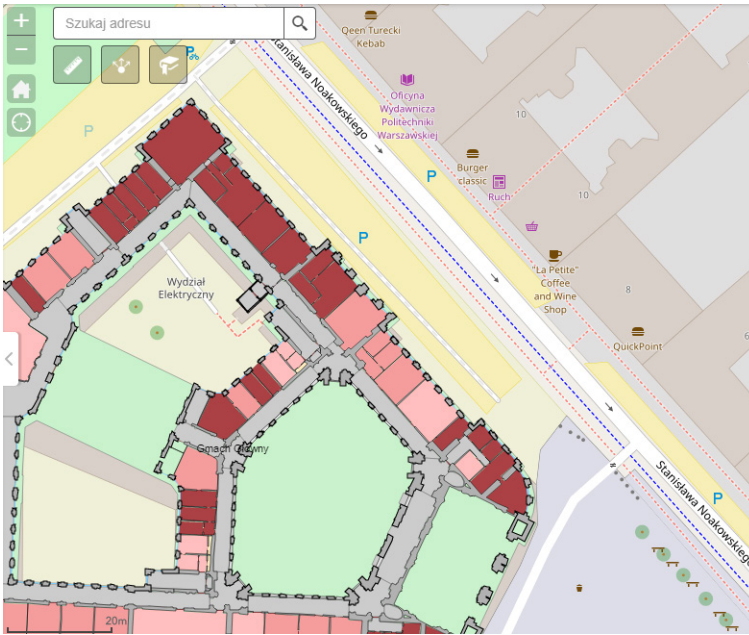 +
Szukaj adresu
−
P
P
Stanisława Noakowskiego
Qeen Turecki
Kebab
Oficyna
Wydawnicza
Politechniki
Warszawskiej
10
Burger
classic
P
Ruch
10
P
"La Petite"
Coffee
and Wine
Shop
8
QuickPoint
6
Wydział
Elektryczny
Gmach Główny
Stanisława Noakowskiego
P
20m